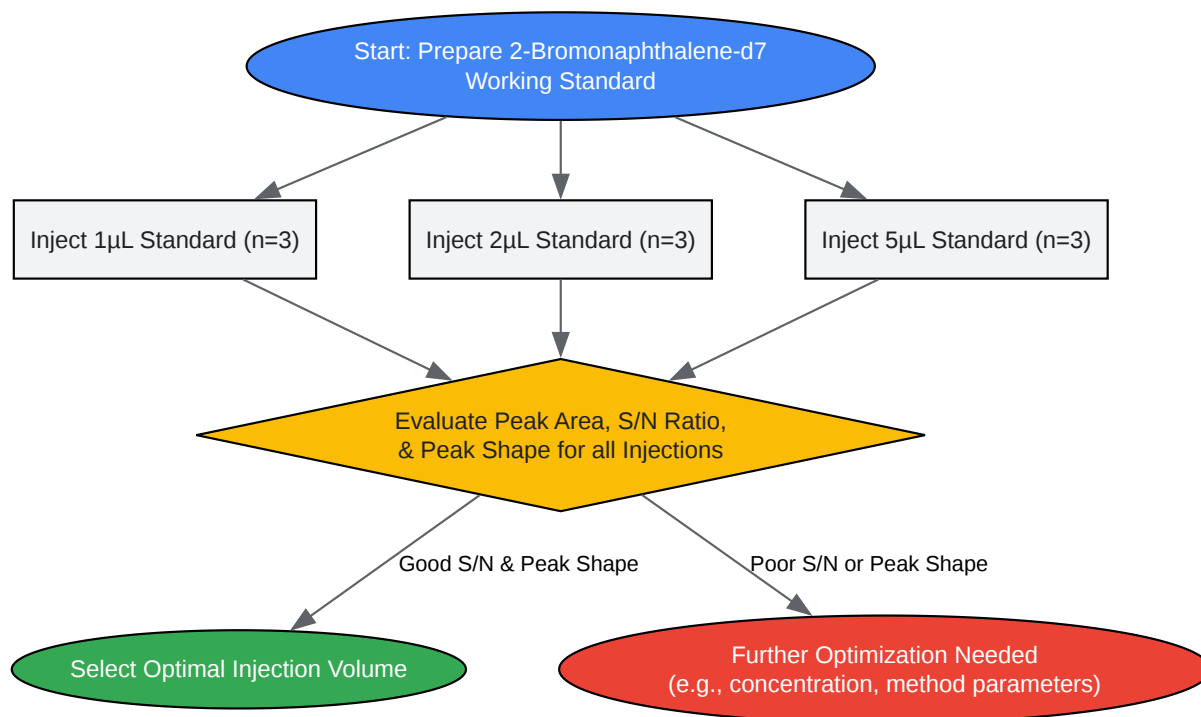 Start: Prepare 2-Bromonaphthalene-d7
Working Standard
Inject 1µL Standard (n=3)
Inject 2µL Standard (n=3)
Inject 5µL Standard (n=3)
Evaluate Peak Area, S/N Ratio,
& Peak Shape for all Injections
Good S/N & Peak Shape
Poor S/N or Peak Shape
Select Optimal Injection Volume
Further Optimization Needed
(e.g., concentration, method parameters)